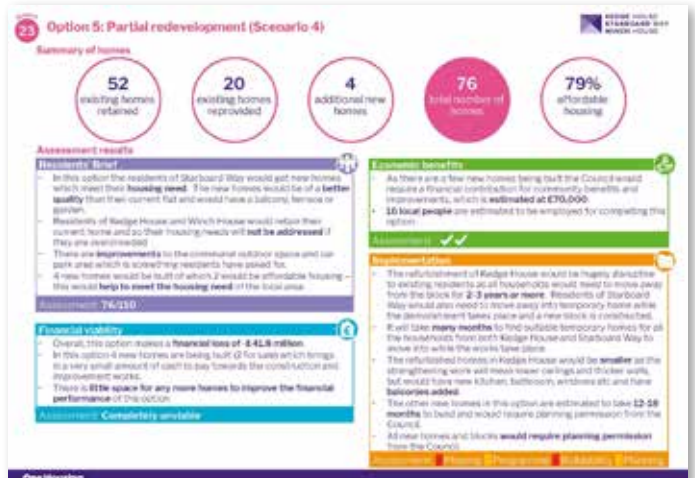 23
Option 5: Partial redevelopment (Scenario 4)
KEDGE HOUSE
STARBOARD WAY
WINCH HOUSE
Summary of homes
52
existing homes
retained
20
existing homes
reprovided
4
additional new
homes
76
total number of
homes
79%
affordable
housing
Assessment results
Residents' Brief
- In this option the residents of Starboard Way would get new homes
which meet their housing need. The new homes would be of a better
quality than their current flat and would have a balcony, terrace or
garden.
- Residents of Kedge House and Winch House would retain their
current home and so their housing needs will not be addressed if
they are overcrowded
- There are improvements to the communal outdoor space and car
park area which is something residents have asked for.
- 4 new homes would be built of which 2 would be affordable housing –
this would help to meet the housing need of the local area.
Assessment: 76/110
Financial viability
£
- Overall, this option makes a financial loss of -£41.8 million.
- In this option 4 new homes are being built (2 for sale) which brings
in a very small amount of cash to pay towards the construction and
improvement works.
- There is little space for any more homes to improve the financial
performance of this option.
Assessment: Completely unviable
Economic benefits
- As there are a few new homes being built the Council would
require a financial contribution for community benefits and
improvements, which is estimated at £70,000.
- 16 local people are estimated to be employed for completing this
option.
Assessment: ✓✓
Implementation
- The refurbishment of Kedge House would be hugely disruptive
to existing residents as all households would need to move away
from the block for 2-3 years or more. Residents of Starboard
Way would also need to move away into temporary home while
the demolishment takes place and a new block is constructed.
- It will take many months to find suitable temporary homes for all
the households from both Kedge House and Starboard Way to
move into while the works take place.
- The refurbished homes in Kedge House would be smaller as the
strengthening work will mean lower ceilings and thicker walls,
but would have new kitchen, bathroom, windows etc and have
balconies added.
- The other new homes in this option are estimated to take 12-18
months to build and would require planning permission from the
Council.
- All new homes and blocks would require planning permission
from the Council.
Assessment: Phasing Programme Buildability Planning
One Housing